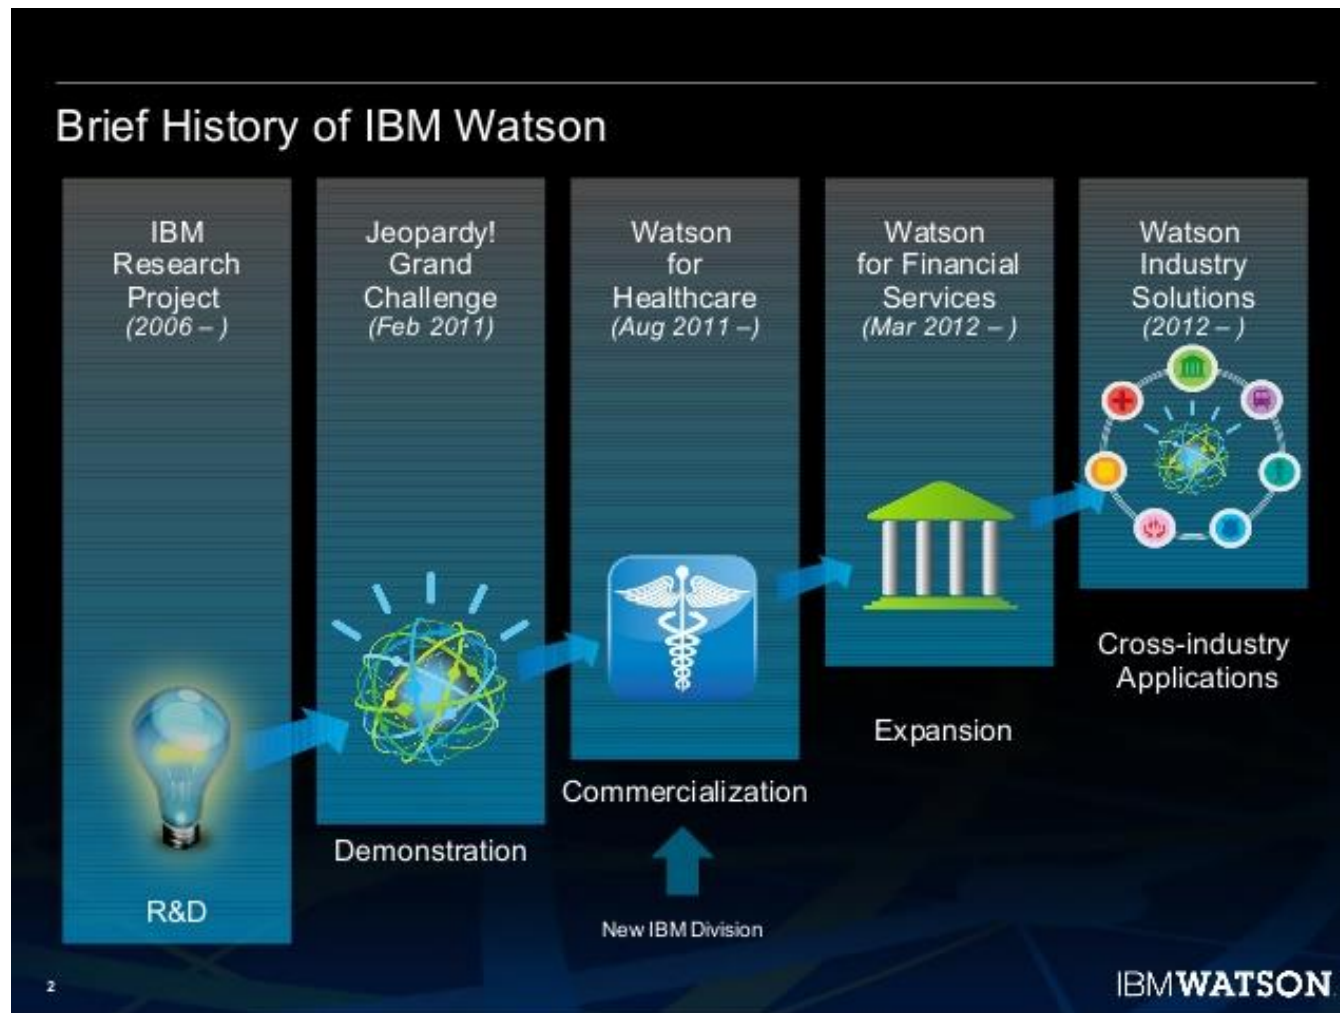 Brief History of IBM Watson
IBM
Research
Project
(2006 – )
Jeopardy!
Grand
Challenge
(Feb 2011)
Watson
for
Healthcare
(Aug 2011 –)
Watson
for Financial
Services
(Mar 2012 – )
Watson
Industry
Solutions
(2012 – )
R&D
Demonstration
Commercialization
New IBM Division
Expansion
Cross-industry
Applications
2
IBMWATSON